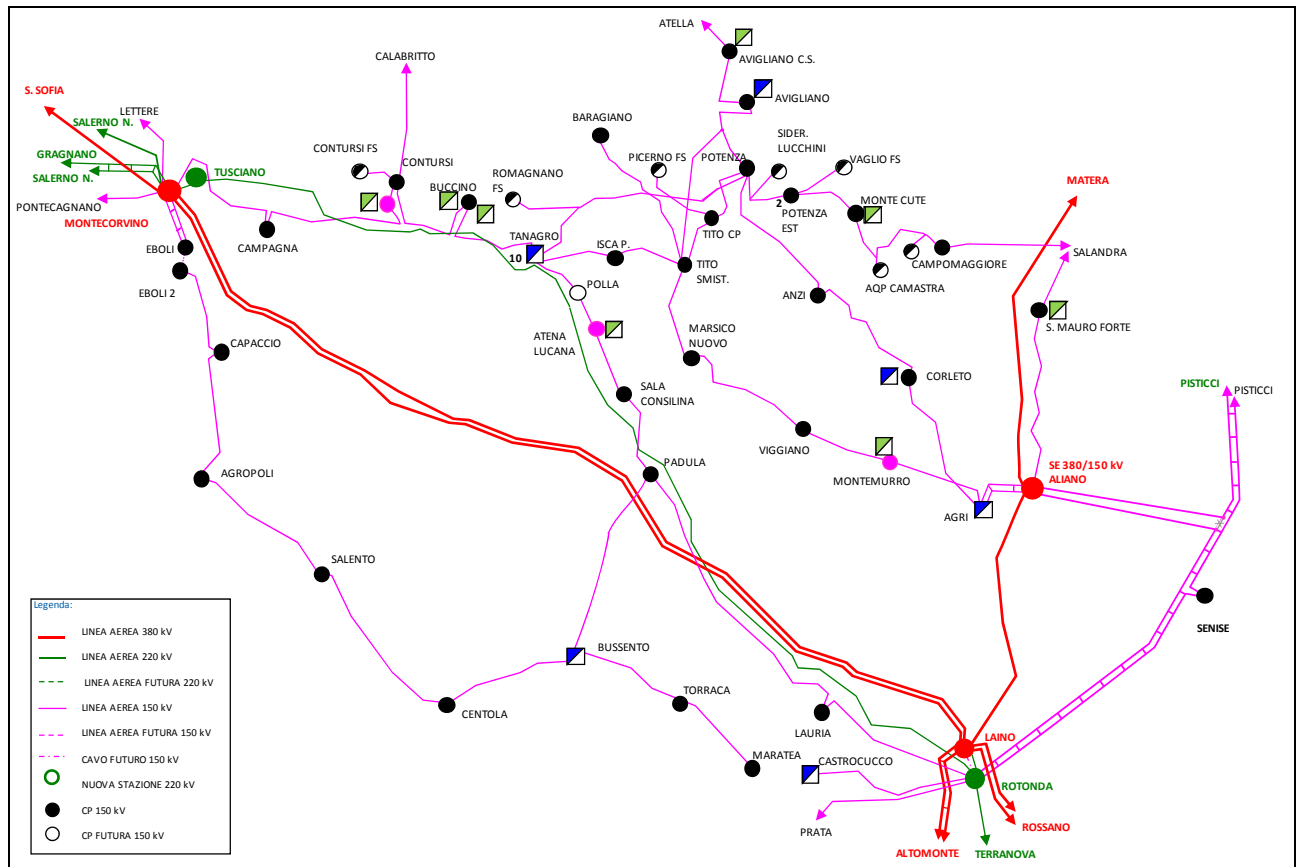 ATELLA
AVIGLIANO C.S.
CALABRITTO
S. SOFIA
LETTERE
AVIGLIANO
SALERNO N.
BARAGIANO
SIDER.
LUCCHINI
GRAGNANO
CONTURSI FS
CONTURSI
PICERNO FS
POTENZA
VAGLIO FS
SALERNO N.
TUSCIANO
BUCCINO
ROMAGNANO
FS
MATERA
PONTECAGNANO
MONTECORVINO
2
POTENZA
EST
MONTE CUTE
CAMPAGNA
TANAGRO
10
ISCA P.
TITO CP
EBOLI
CAMPOMAGGIORE
SALANDRA
TITO
SMIST.
AQP CAMASTRA
EBOLI 2
POLLA
ANZI
ATENA
LUCANA
MARSICO
NUOVO
S. MAURO FORTE
CAPACCIO
CORLETO
SALA
CONSILINA
PISTICCI
PISTICCI
VIGGIANO
AGROPOLI
PADULA
MONTEMURRO
SE 380/150 kV
ALIANO
AGRI
SALENTO
SENISE
BUSSENTO
TORRACA
CENTOLA
LAURIA
LAINO
MARATEA
CASTROCUCCO
ROTONDA
PRATA
ALTOMONTE
ROSSANO
TERRANOVA
Legenda:
LINEA AEREA 380 kV
LINEA AEREA 220 kV
LINEA AEREA FUTURA 220 kV
LINEA AEREA 150 kV
LINEA AEREA FUTURA 150 kV
CAVO FUTURO 150 kV
NUOVA STAZIONE 220 kV
CP 150 kV
CP FUTURA 150 kV